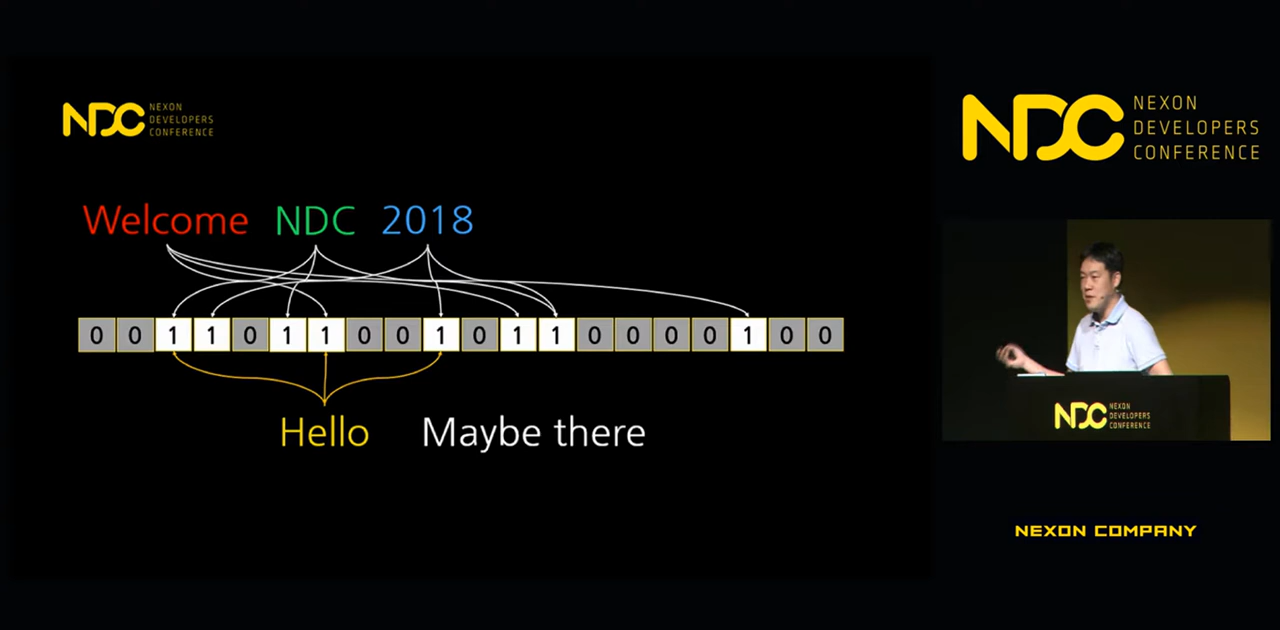 NDC NEXON
DEVELOPERS
CONFERENCE
Welcome NDC 2018
0 0 1 1 0 1 1 0 0 1 0 1 1 0 0 0 0 1 0 0
Hello Maybe there
NDC NEXON
DEVELOPERS
CONFERENCE
NDC NEXON
DEVELOPERS
CONFERENCE
NEXON COMPANY